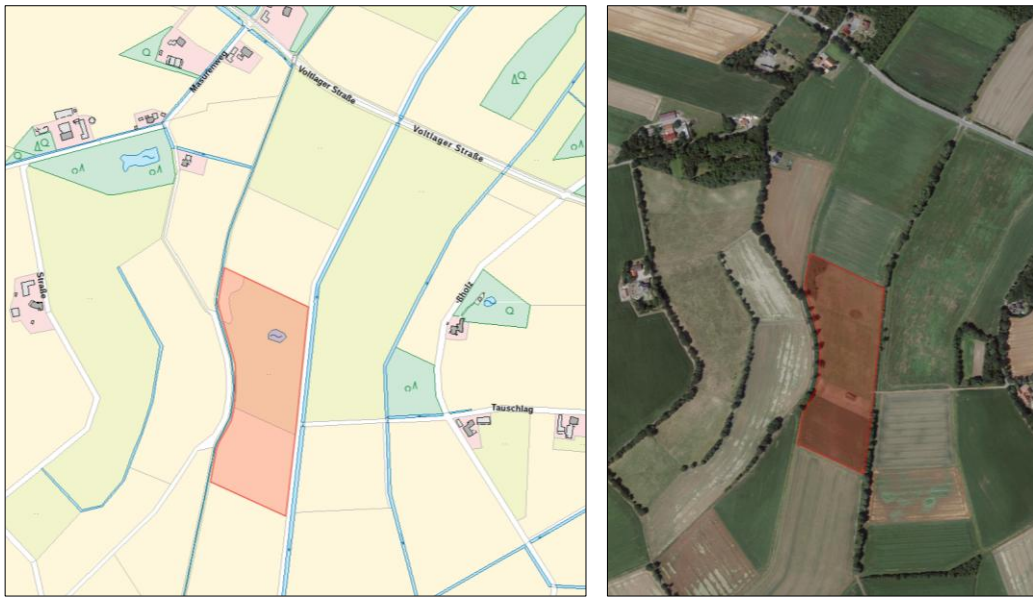 Masurenweg
Voltlager Straße
Voltlager Straße
Straße
Bholz
Tauschlag